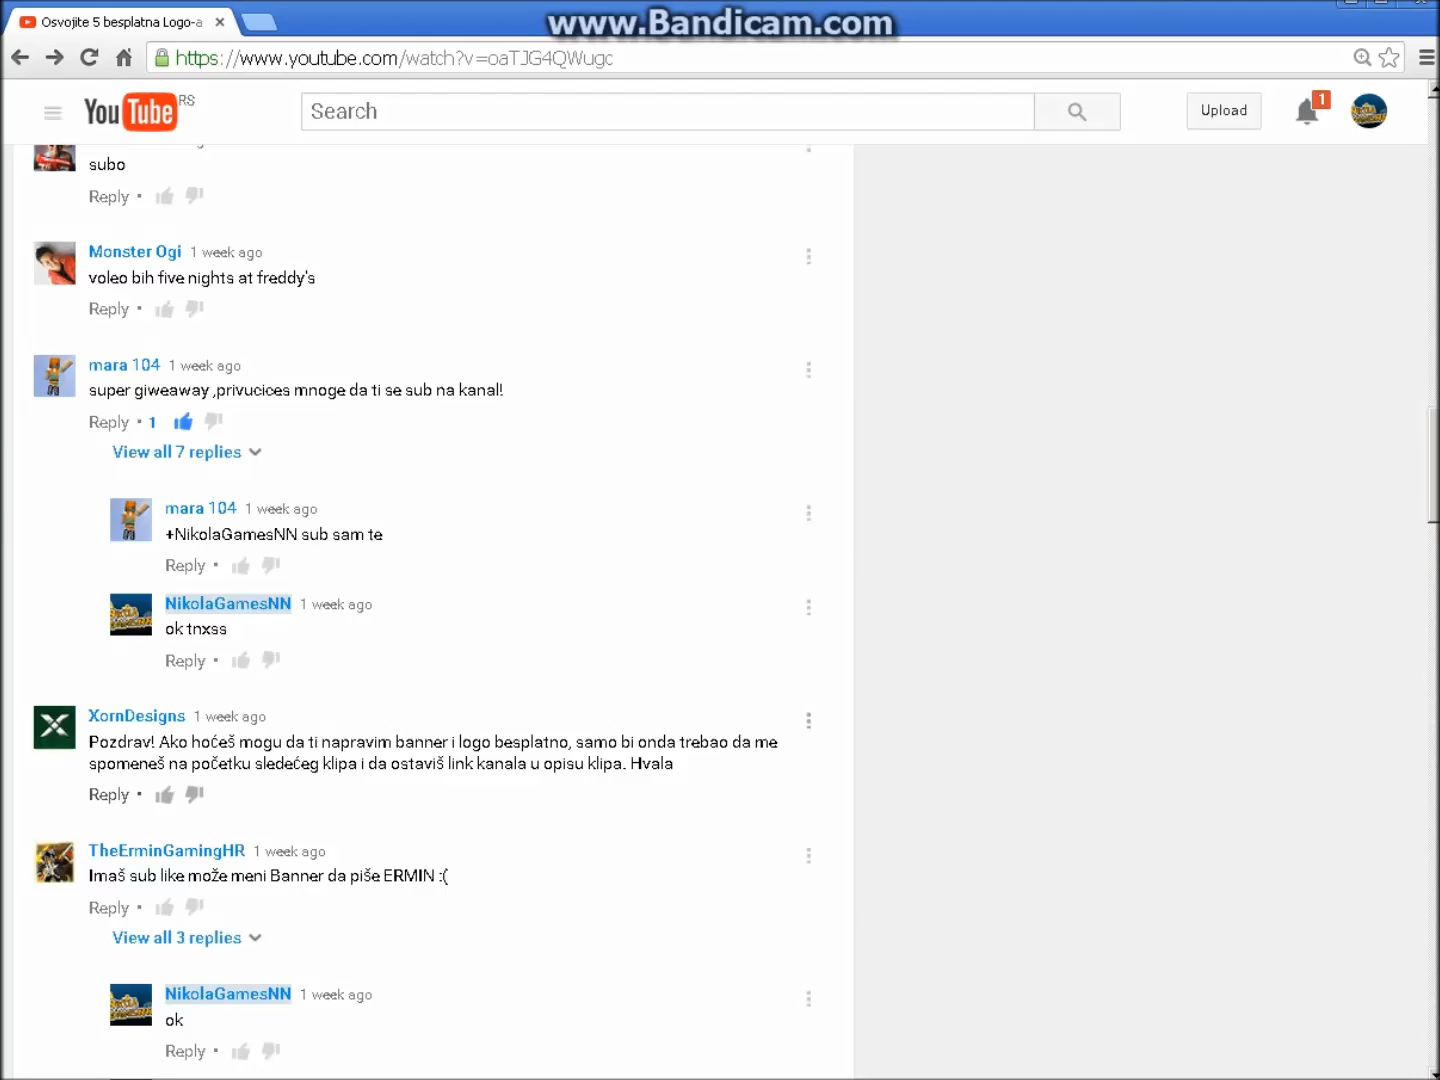 Osvojite 5 besplatna Logo-a
www.Bandicam.com
https://www.youtube.com/watch?v=oaTJG4QWugc
YouTube RS
Search
Upload
1
subo
Reply •
Monster Ogi 1 week ago
voleo bih five nights at freddy's
Reply •
mara 104 1 week ago
super giweaway ,privucices mnoge da ti se sub na kanal!
Reply • 1
View all 7 replies
mara 104 1 week ago
+NikolaGamesNN sub sam te
Reply •
NikolaGamesNN 1 week ago
ok tnxss
Reply •
XornDesigns 1 week ago
Pozdrav! Ako hoćeš mogu da ti napravim banner i logo besplatno, samo bi onda trebao da me
spomeneš na početku sledećeg klipa i da ostaviš link kanala u opisu klipa. Hvala
Reply •
TheErminGamingHR 1 week ago
Imaš sub like može meni Banner da piše ERMIN :(
Reply •
View all 3 replies
NikolaGamesNN 1 week ago
ok
Reply •